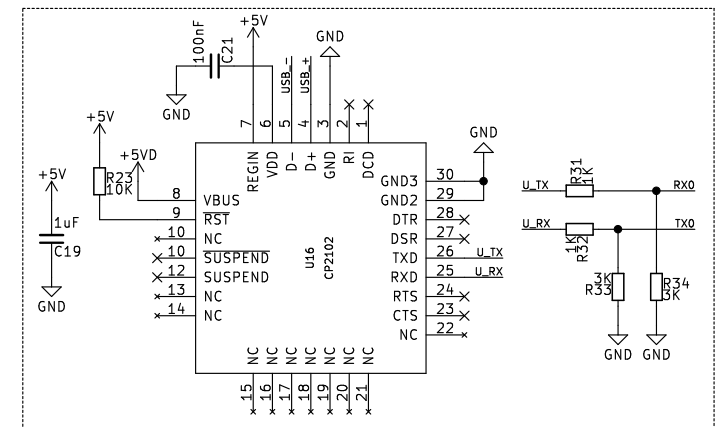 +5V
100nF
C21
GND
USB_-
USB_+
7
6
5
4
3
2
1
REGIN
VDD
D-
D+
GND
RI
DCD
+5V
GND
+5VD
R23
10K
+5V
1uF
C19
GND
8
VBUS
9
RST
10
NC
10
SUSPEND
12
SUSPEND
13
NC
14
NC
U16
CP2102
GND
GND3
30
GND2
29
DTR
28
DSR
27
TXD
26
U_TX
RXD
25
U_RX
RTS
24
CTS
23
NC
22
NC
NC
NC
NC
NC
NC
NC
15
16
17
18
19
20
21
U_TX
R31
1K
RX0
U_RX
1K
R32
TX0
3K
R33
R34
3K
GND
GND